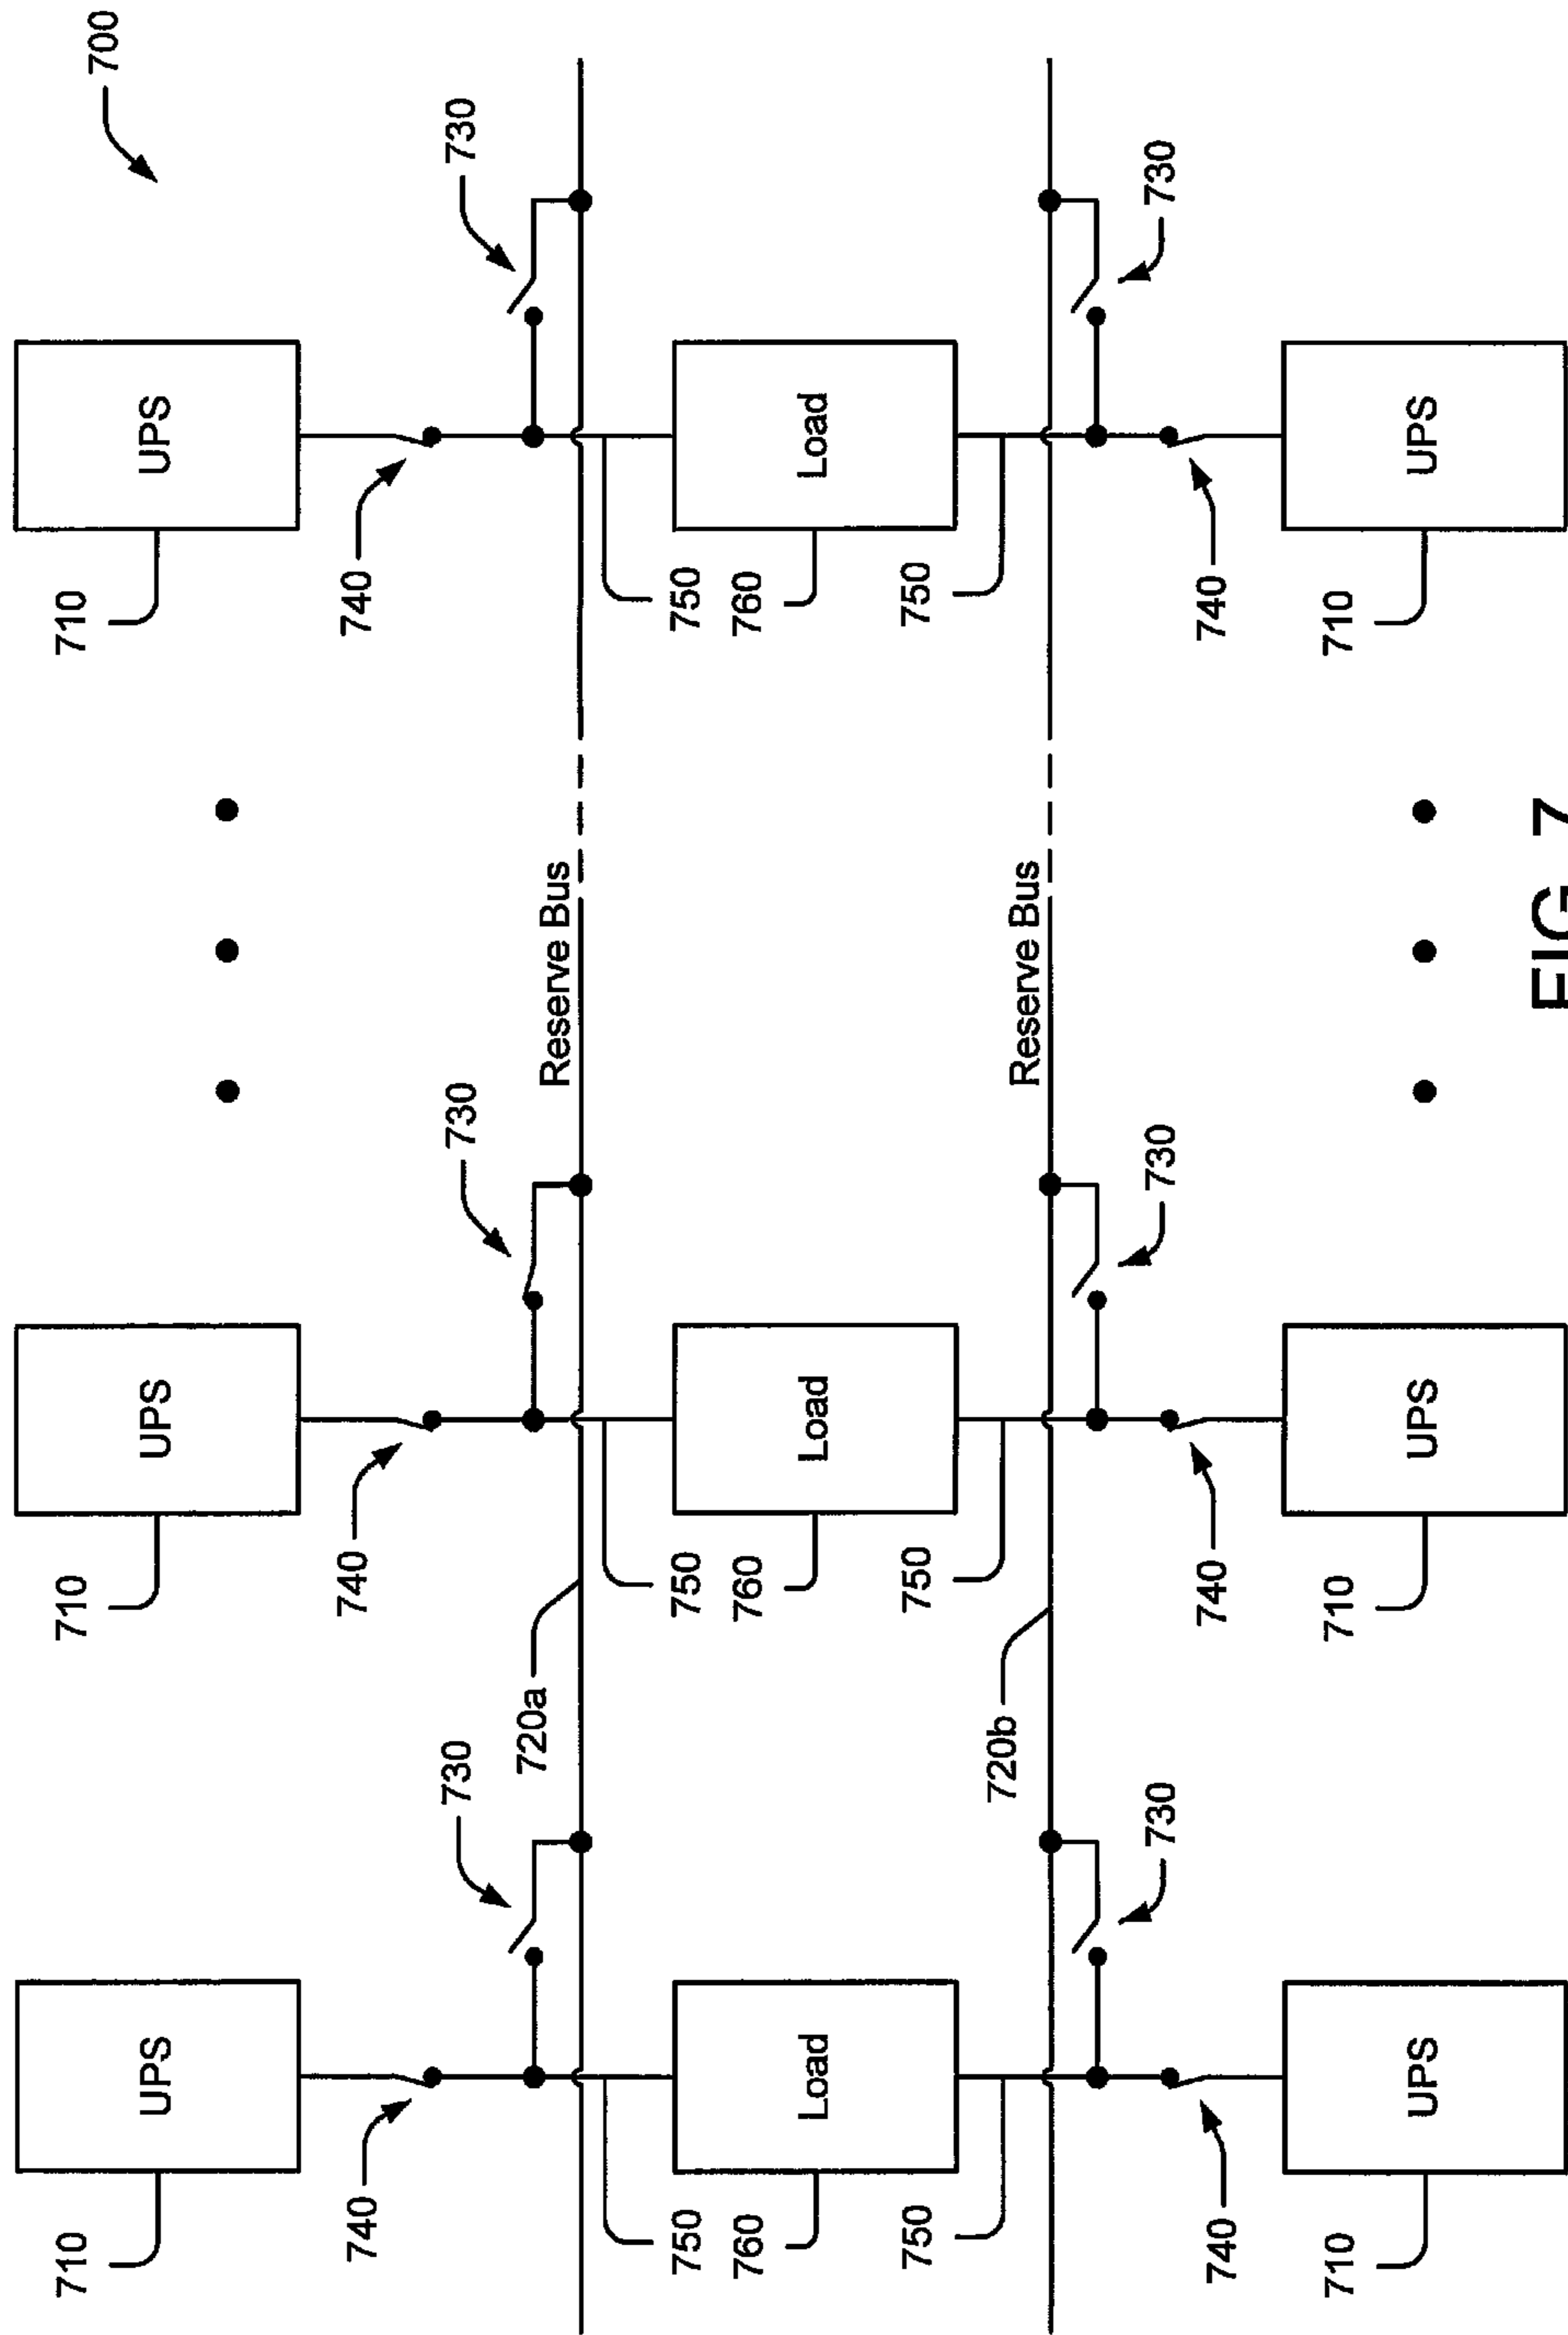 700
710 710 710
UPS UPS UPS
740 740 740
730 730 730
720a Reserve Bus
750 750 750
760 760 760
Load Load Load
750 750 750
720b Reserve Bus
730 730 730
740 740 740
710 710 710
UPS UPS UPS
FIG 7